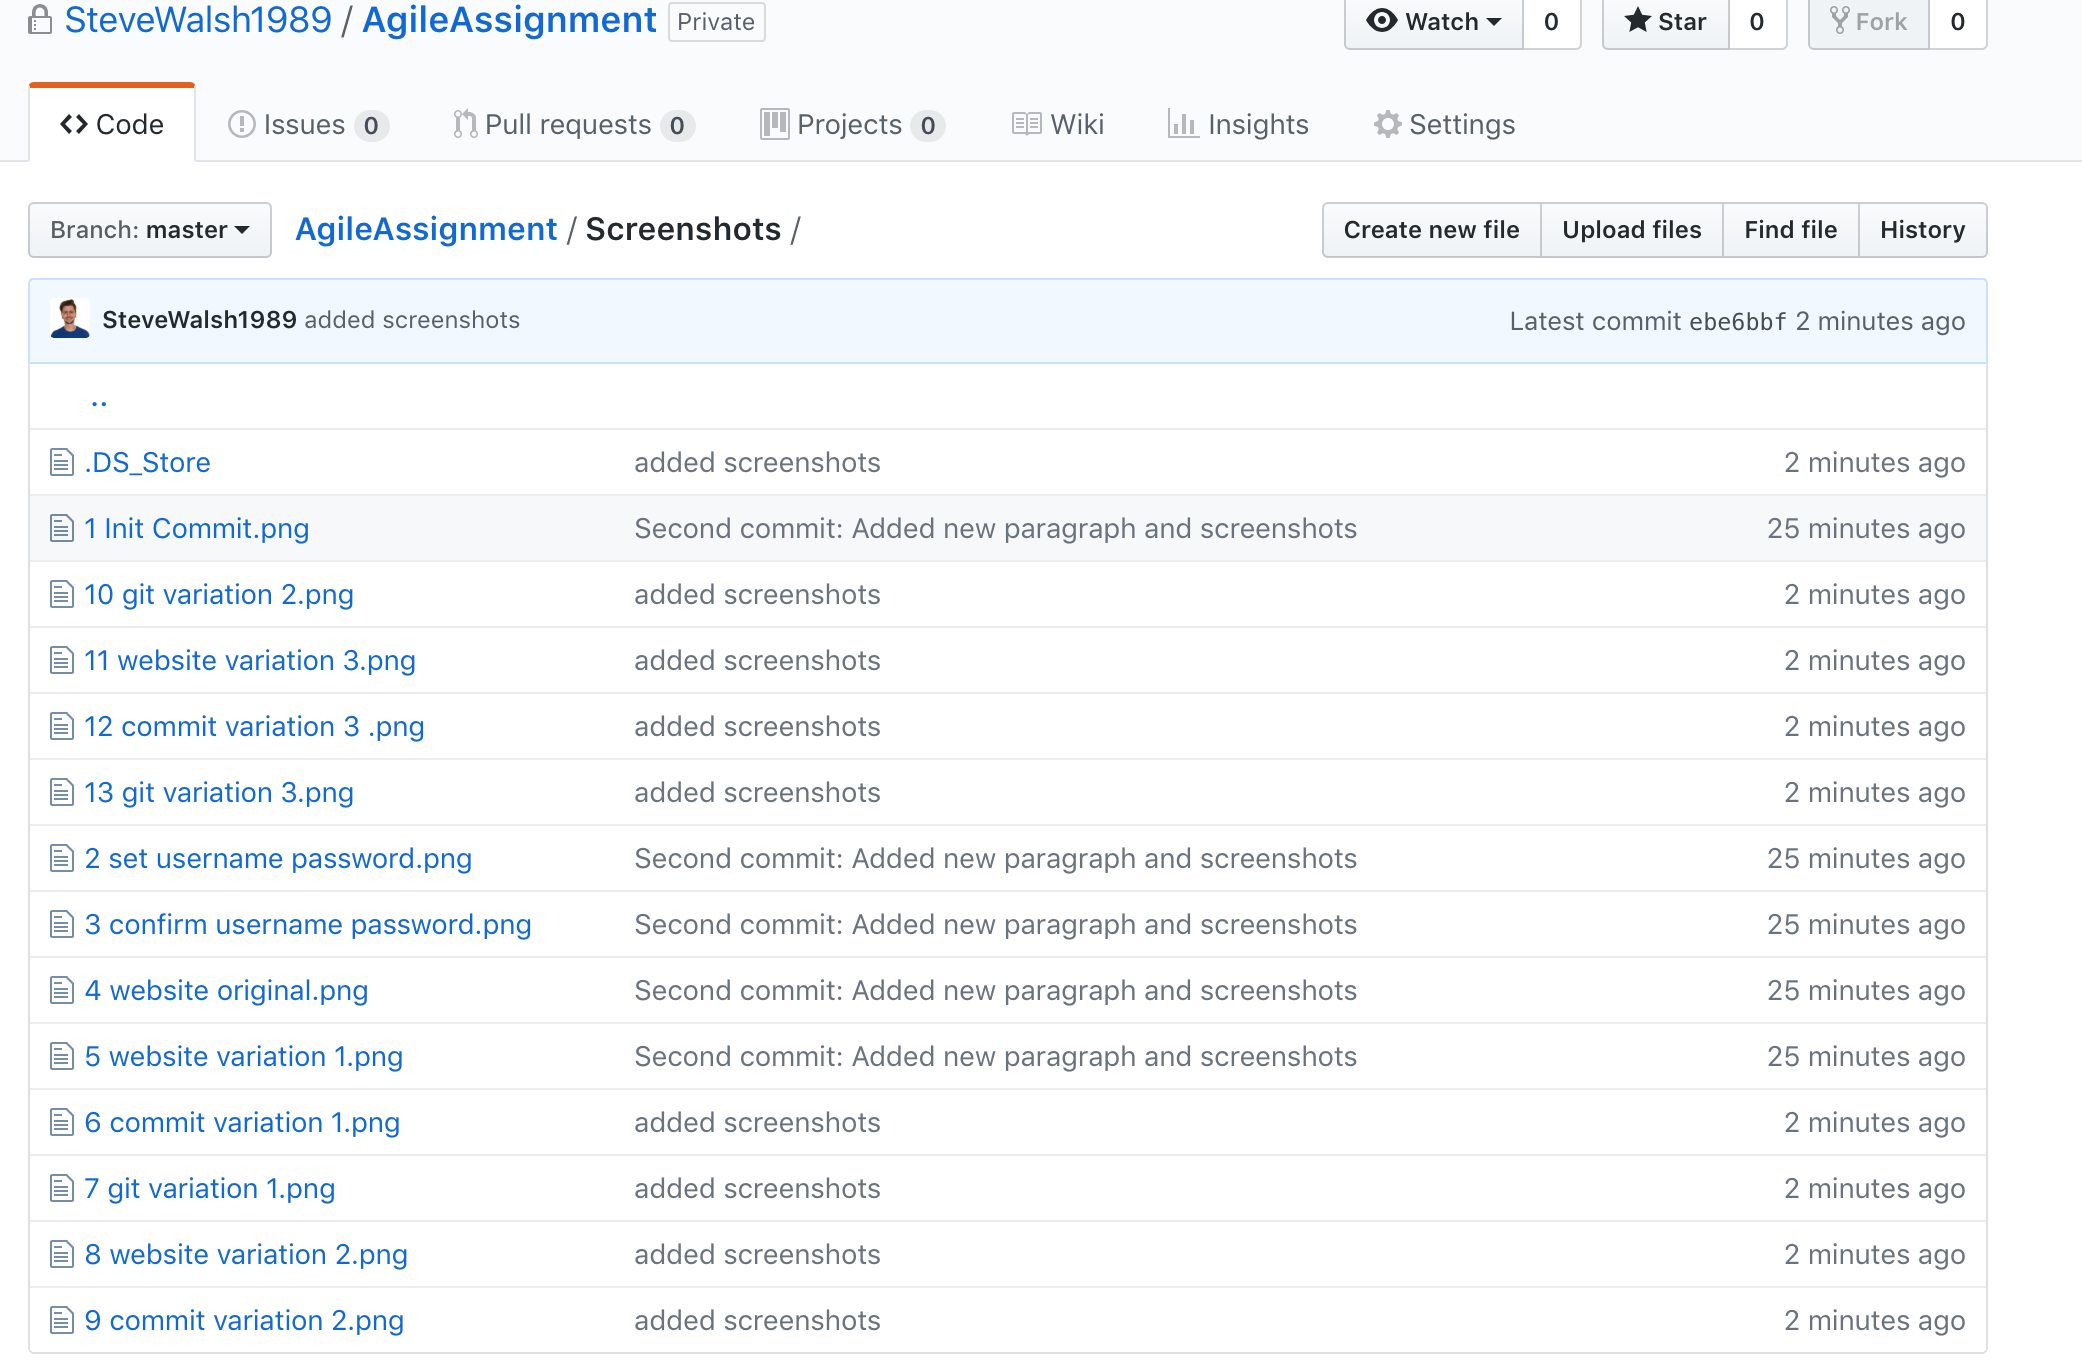 SteveWalsh1989 / AgileAssignment Private Watch 0 Star 0 Fork 0
Code Issues 0 Pull requests 0 Projects 0 Wiki Insights Settings
Branch: master AgileAssignment / Screenshots / Create new file Upload files Find file History
SteveWalsh1989 added screenshots Latest commit ebe6bbf 2 minutes ago
..
.DS_Store added screenshots 2 minutes ago
1 Init Commit.png Second commit: Added new paragraph and screenshots 25 minutes ago
10 git variation 2.png added screenshots 2 minutes ago
11 website variation 3.png added screenshots 2 minutes ago
12 commit variation 3 .png added screenshots 2 minutes ago
13 git variation 3.png added screenshots 2 minutes ago
2 set username password.png Second commit: Added new paragraph and screenshots 25 minutes ago
3 confirm username password.png Second commit: Added new paragraph and screenshots 25 minutes ago
4 website original.png Second commit: Added new paragraph and screenshots 25 minutes ago
5 website variation 1.png Second commit: Added new paragraph and screenshots 25 minutes ago
6 commit variation 1.png added screenshots 2 minutes ago
7 git variation 1.png added screenshots 2 minutes ago
8 website variation 2.png added screenshots 2 minutes ago
9 commit variation 2.png added screenshots 2 minutes ago